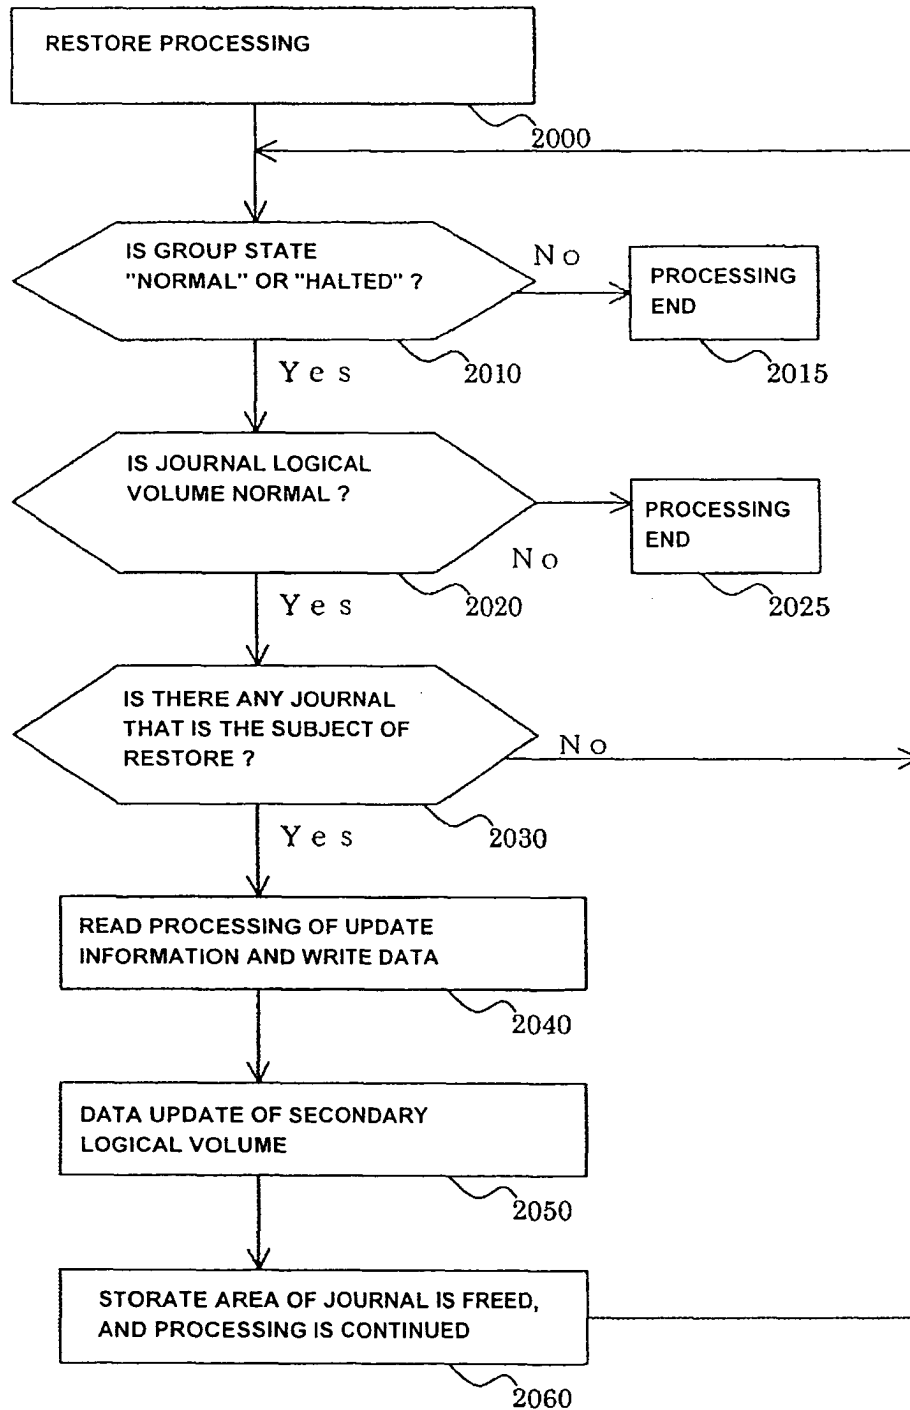 RESTORE PROCESSING
2000
IS GROUP STATE
"NORMAL" OR "HALTED" ?
No
PROCESSING
END
2010
2015
Yes
IS JOURNAL LOGICAL
VOLUME NORMAL ?
PROCESSING
END
No
2020
2025
Yes
IS THERE ANY JOURNAL
THAT IS THE SUBJECT OF
RESTORE ?
No
2030
Yes
READ PROCESSING OF UPDATE
INFORMATION AND WRITE DATA
2040
DATA UPDATE OF SECONDARY
LOGICAL VOLUME
2050
STORATE AREA OF JOURNAL IS FREED,
AND PROCESSING IS CONTINUED
2060